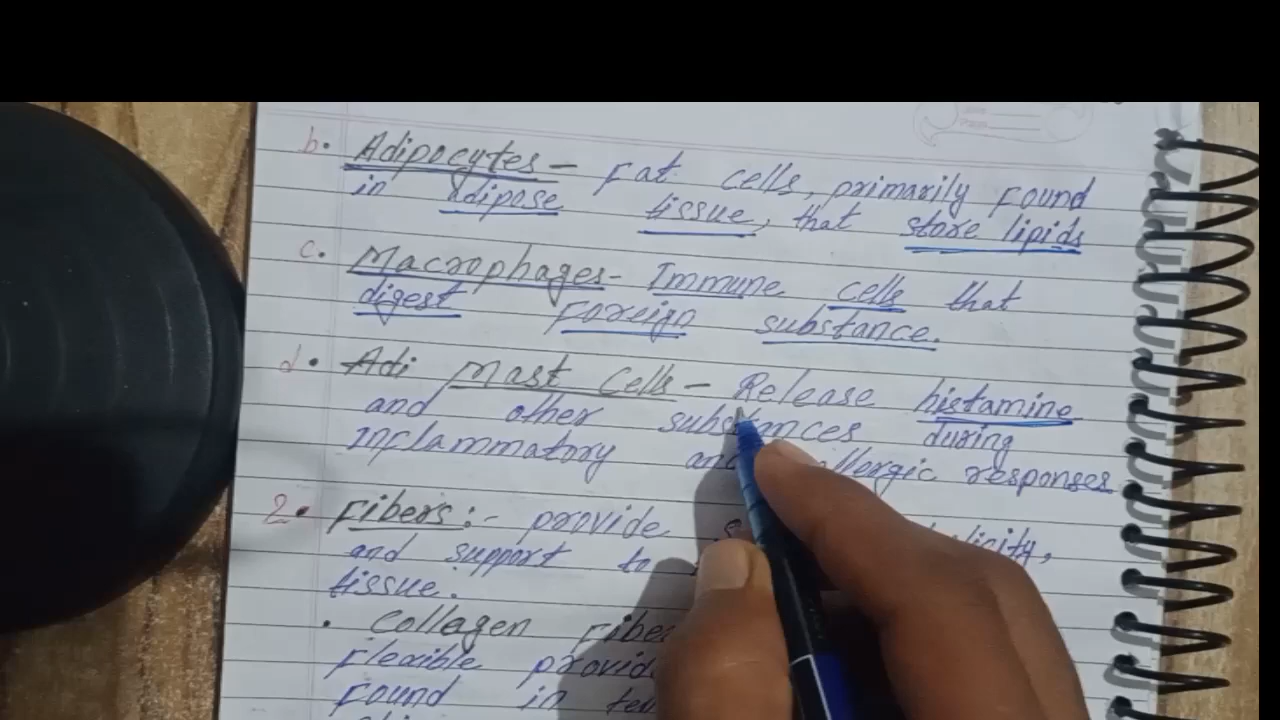 b. Adipocytes - Fat cells, primarily found
in Adipose tissue, that store lipids
c. Macrophages - Immune cells that
digest foreign substance.
d. Adi Mast Cells - Release histamine
and other substances during
inflammatory and allergic responses
2. Fibers :- provide
and support to
tissue.
• Collagen
flexible
found in